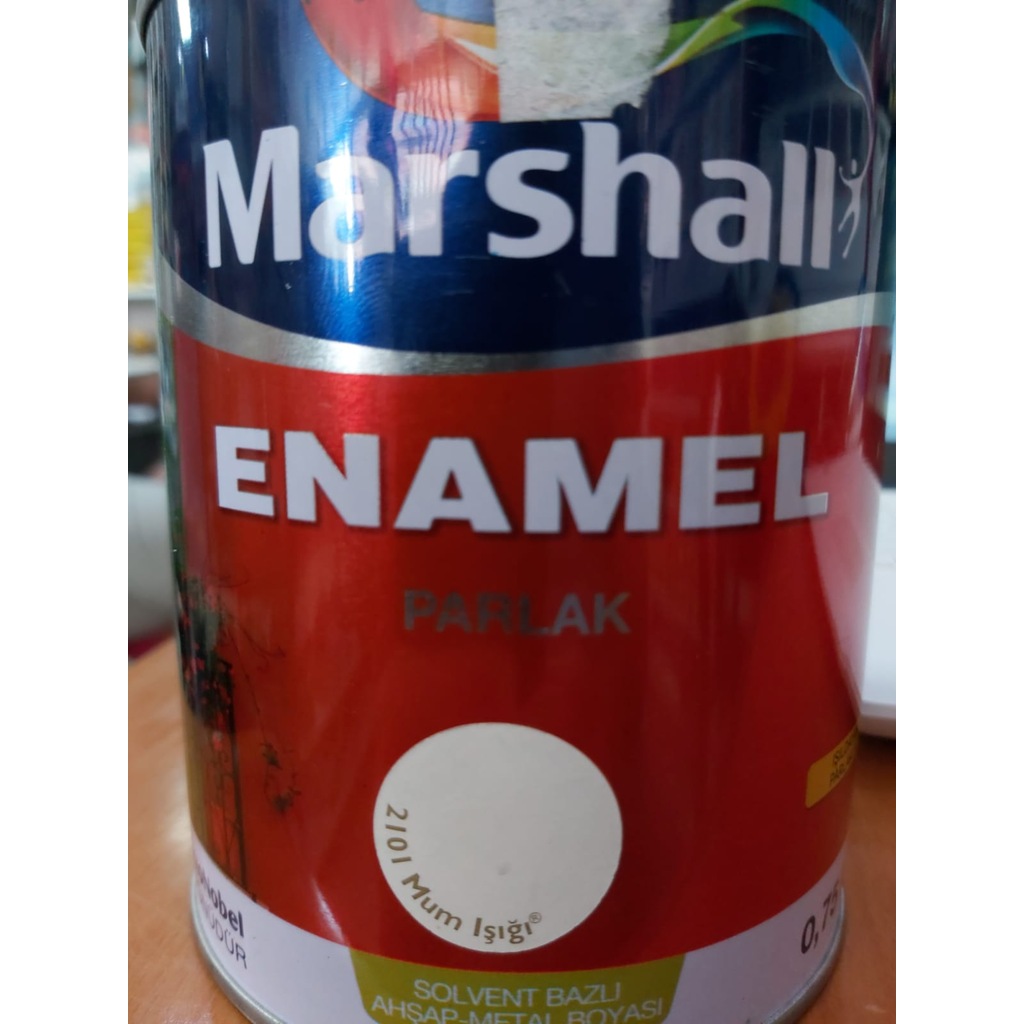 Marshall
ENAMEL
PARLAK
2101 Mum Işığı®
0,75
SOLVENT BAZLI
AHŞAP-METAL BOYASI